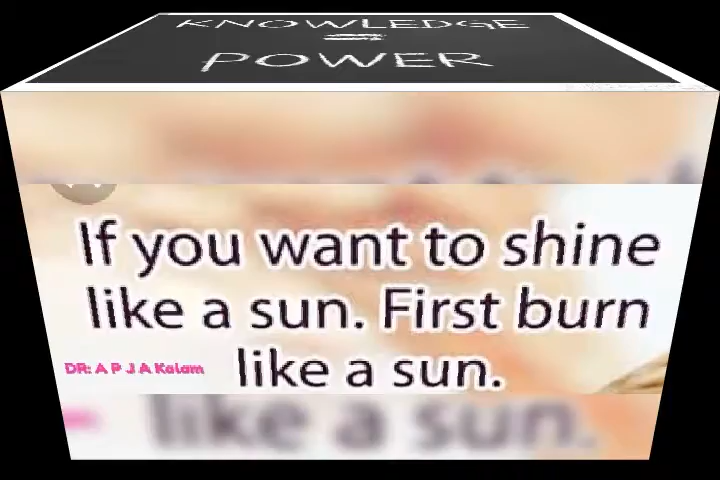 KNOWLEDGE
=
POWER
If you want to shine
like a sun. First burn
like a sun.
DR: A P J A Kalam
like a sun.